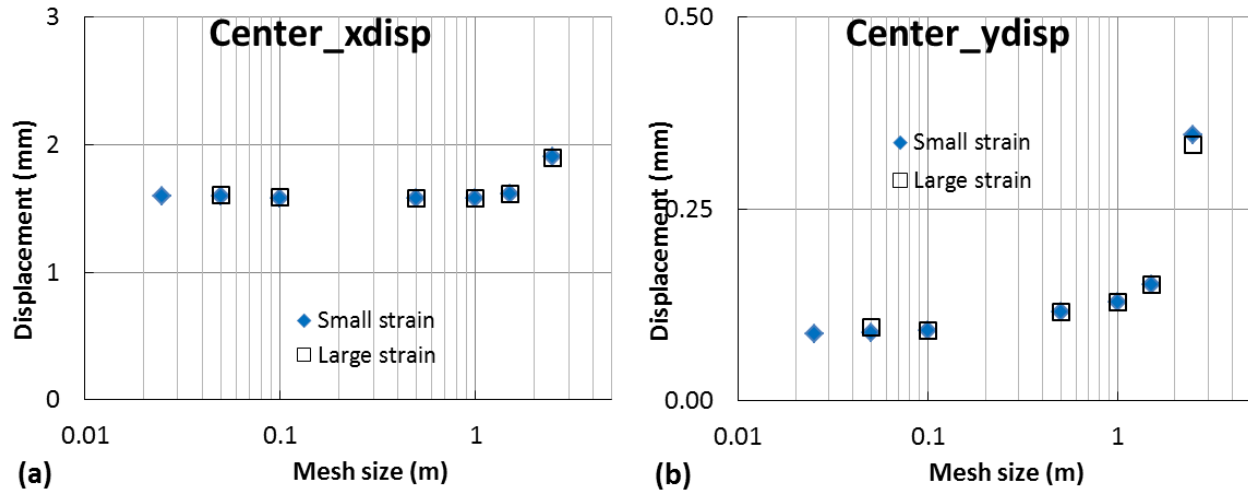 Center_xdisp
3
2
1
0
Displacement (mm)
Small strain
Large strain
0.01
0.1
1
Mesh size (m)
(a)
Center_ydisp
0.50
0.25
0.00
Displacement (mm)
Small strain
Large strain
0.01
0.1
1
Mesh size (m)
(b)